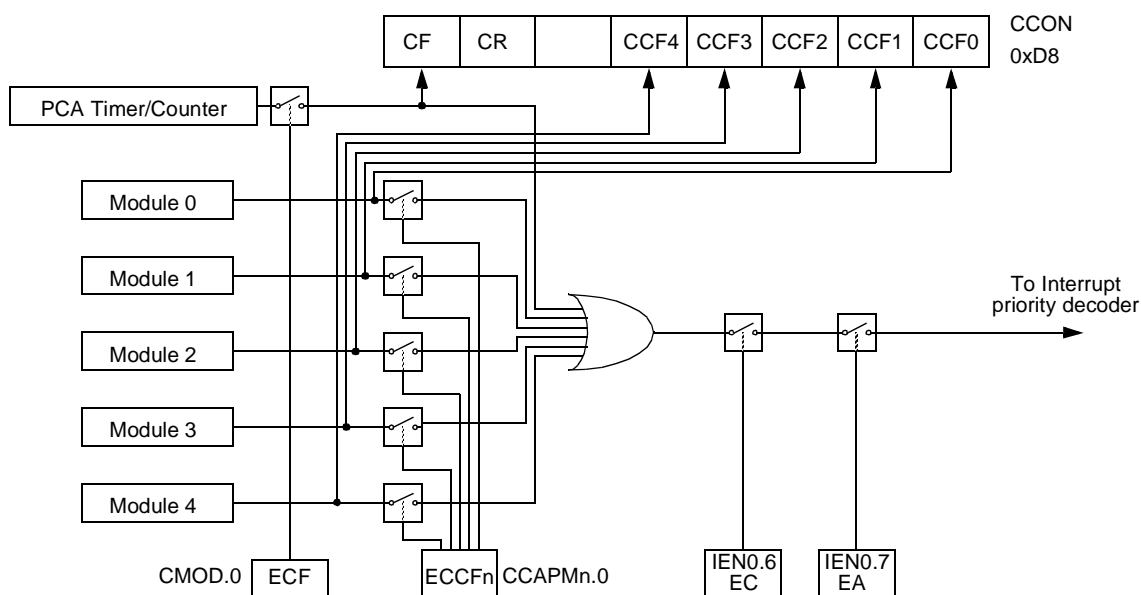 CF CR CCF4 CCF3 CCF2 CCF1 CCF0
CCON
0xD8
PCA Timer/Counter
Module 0
Module 1
Module 2
Module 3
Module 4
To Interrupt
priority decoder
CMOD.0 ECF
ECCFn CCAPMn.0
IEN0.6
EC
IEN0.7
EA